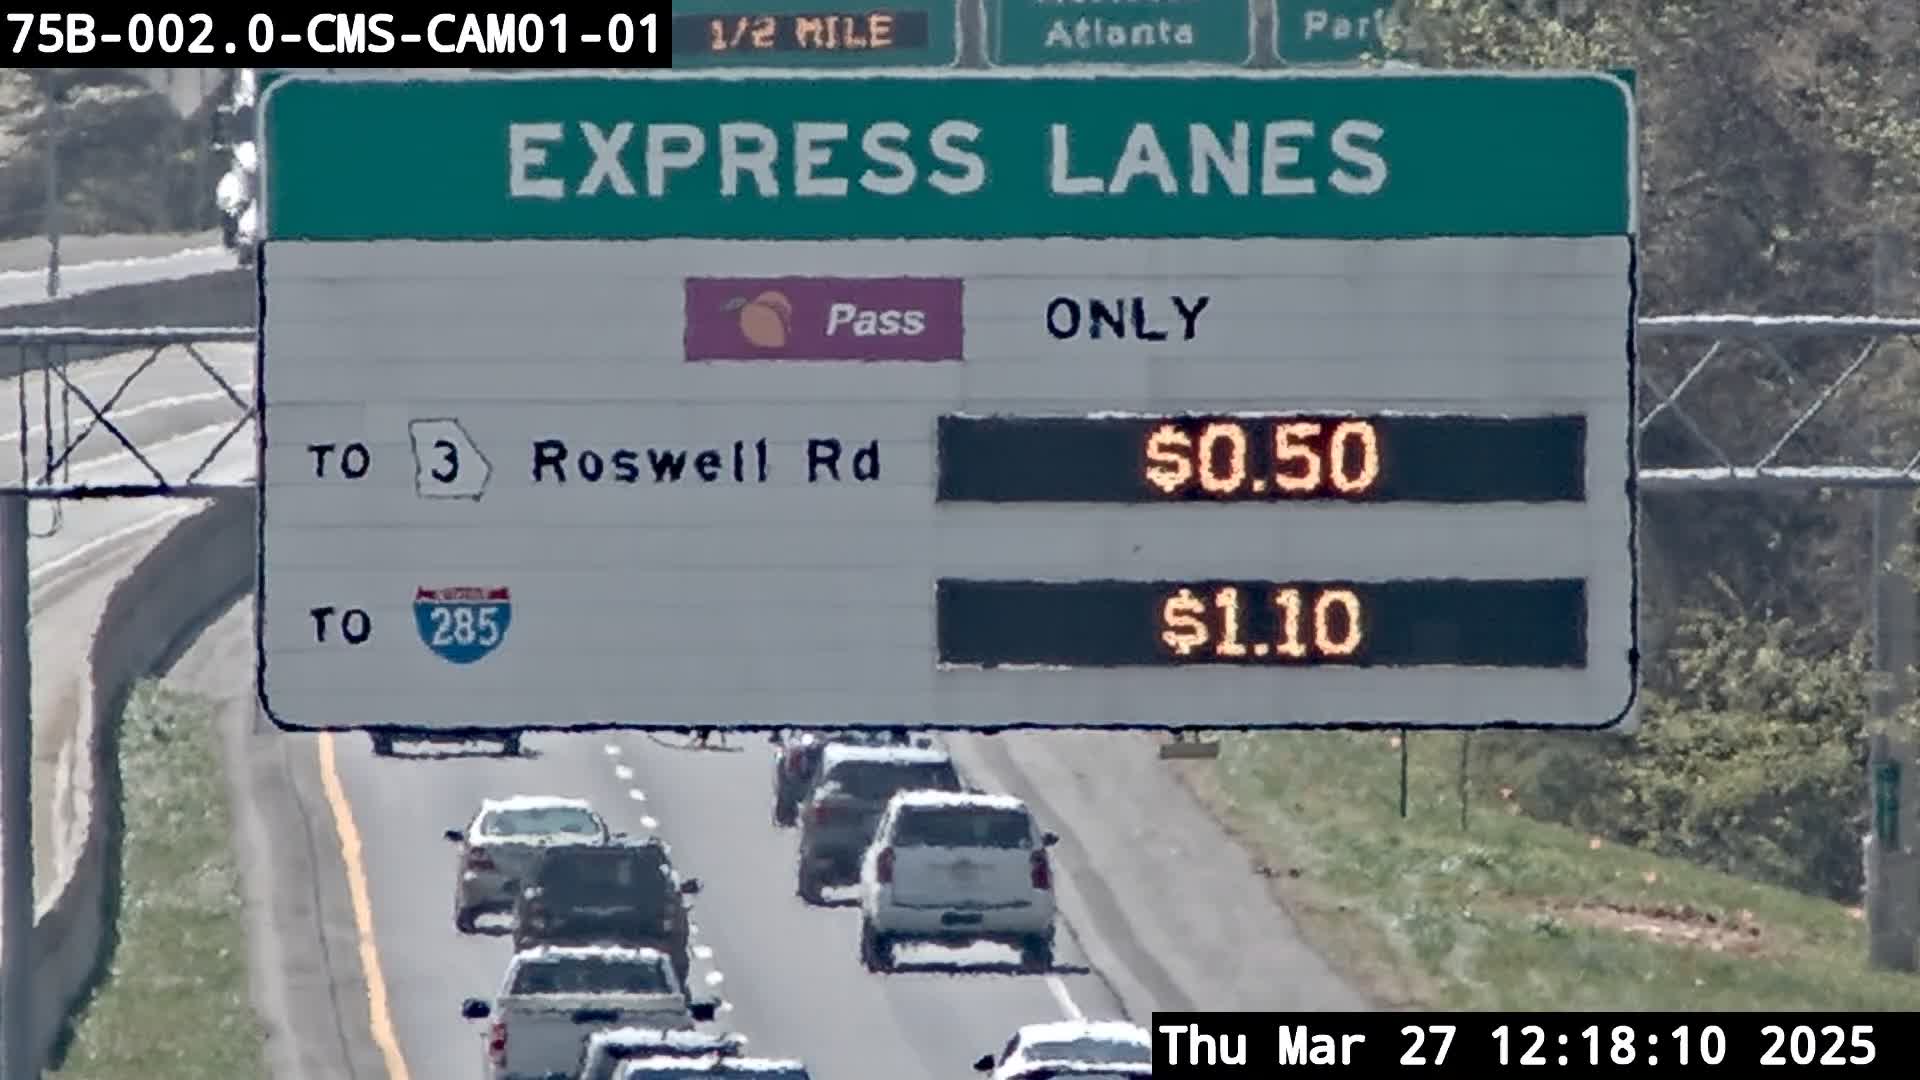 75B-002.0-CMS-CAM01-01
1/2 MILE
Atlanta
EXPRESS LANES
Pass ONLY
TO 3 Roswell Rd $0.50
TO 285 $1.10
Thu Mar 27 12:18:10 2025